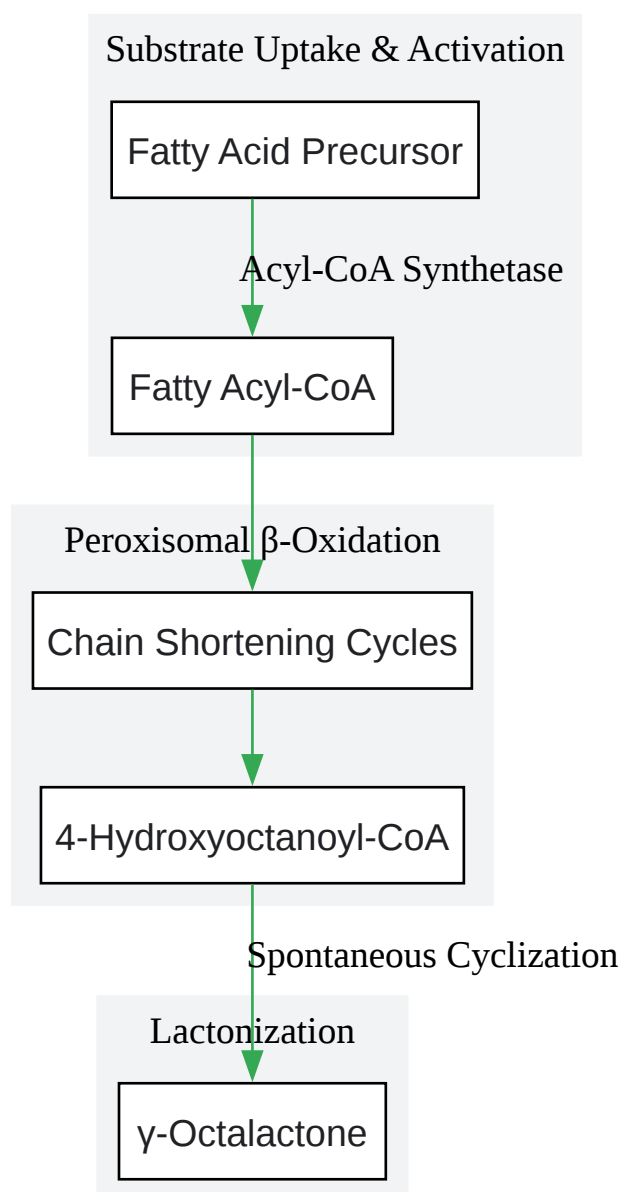 Substrate Uptake & Activation
Fatty Acid Precursor
Acyl-CoA Synthetase
Fatty Acyl-CoA
Peroxisomal β-Oxidation
Chain Shortening Cycles
4-Hydroxyoctanoyl-CoA
Spontaneous Cyclization
Lactonization
γ-Octalactone